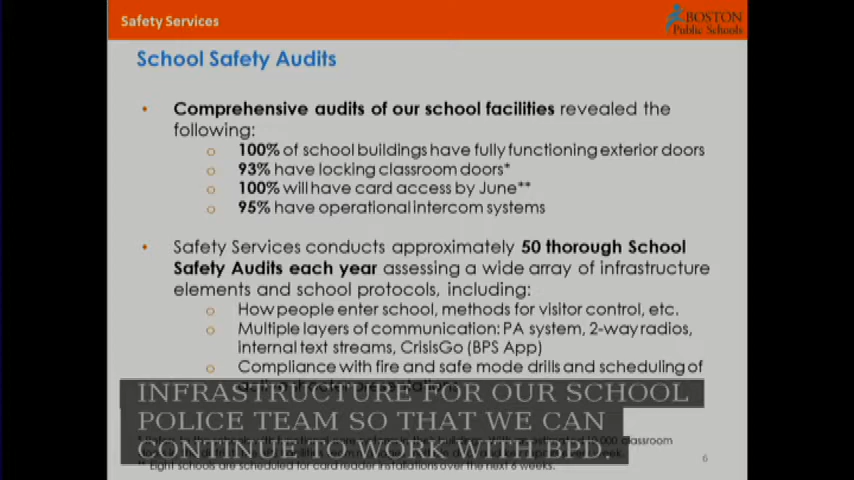 Safety Services
BOSTON
Public Schools
School Safety Audits
• Comprehensive audits of our school facilities revealed the
following:
o 100% of school buildings have fully functioning exterior doors
o 93% have locking classroom doors*
o 100% will have card access by June**
o 95% have operational intercom systems
• Safety Services conducts approximately 50 thorough School
Safety Audits each year assessing a wide array of infrastructure
elements and school protocols, including:
o How people enter school, methods for visitor control, etc.
o Multiple layers of communication: PA system, 2-way radios,
internal text streams, CrisisGo (BPS App)
o Compliance with fire and safe mode drills and scheduling of
INFRASTRUCTURE FOR OUR SCHOOL
POLICE TEAM SO THAT WE CAN
CONTINUE TO WORK WITH BPD.
classroom
** Eight schools are scheduled for card reader installations over the next 6 weeks.
6